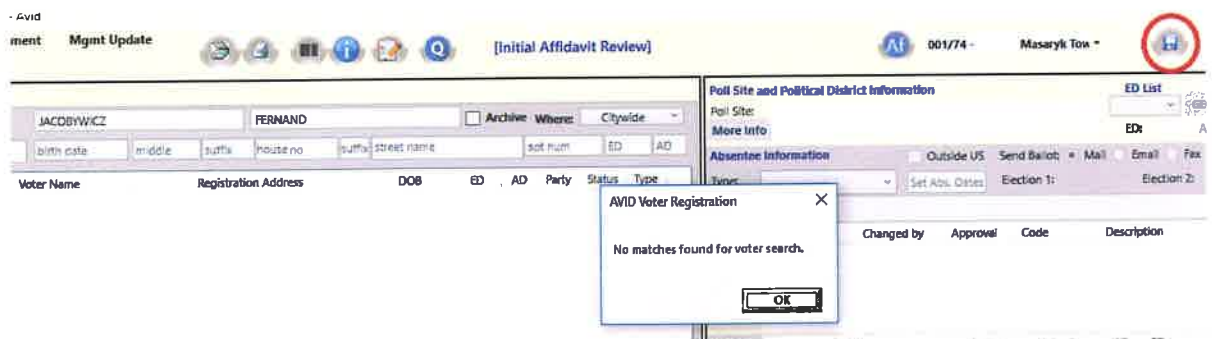 - Avid
ment Mgmt Update [Initial Affidavit Review] Af 001/74 - Masaryk Tow
JACOBYWICZ FERNAND Archive Where: Citywide
birth date middle suffix house no suffix street name apt num ED AD
Voter Name Registration Address DOB ED AD Party Status Type
Poll Site and Political District Information ED List
Poll Site:
More Info ED: A
Absentee Information Outside US Send Ballot: Mail Email Fax
Type: Set Abs. Dates Election 1: Election 2:
Changed by Approval Code Description
AVID Voter Registration
No matches found for voter search.
OK